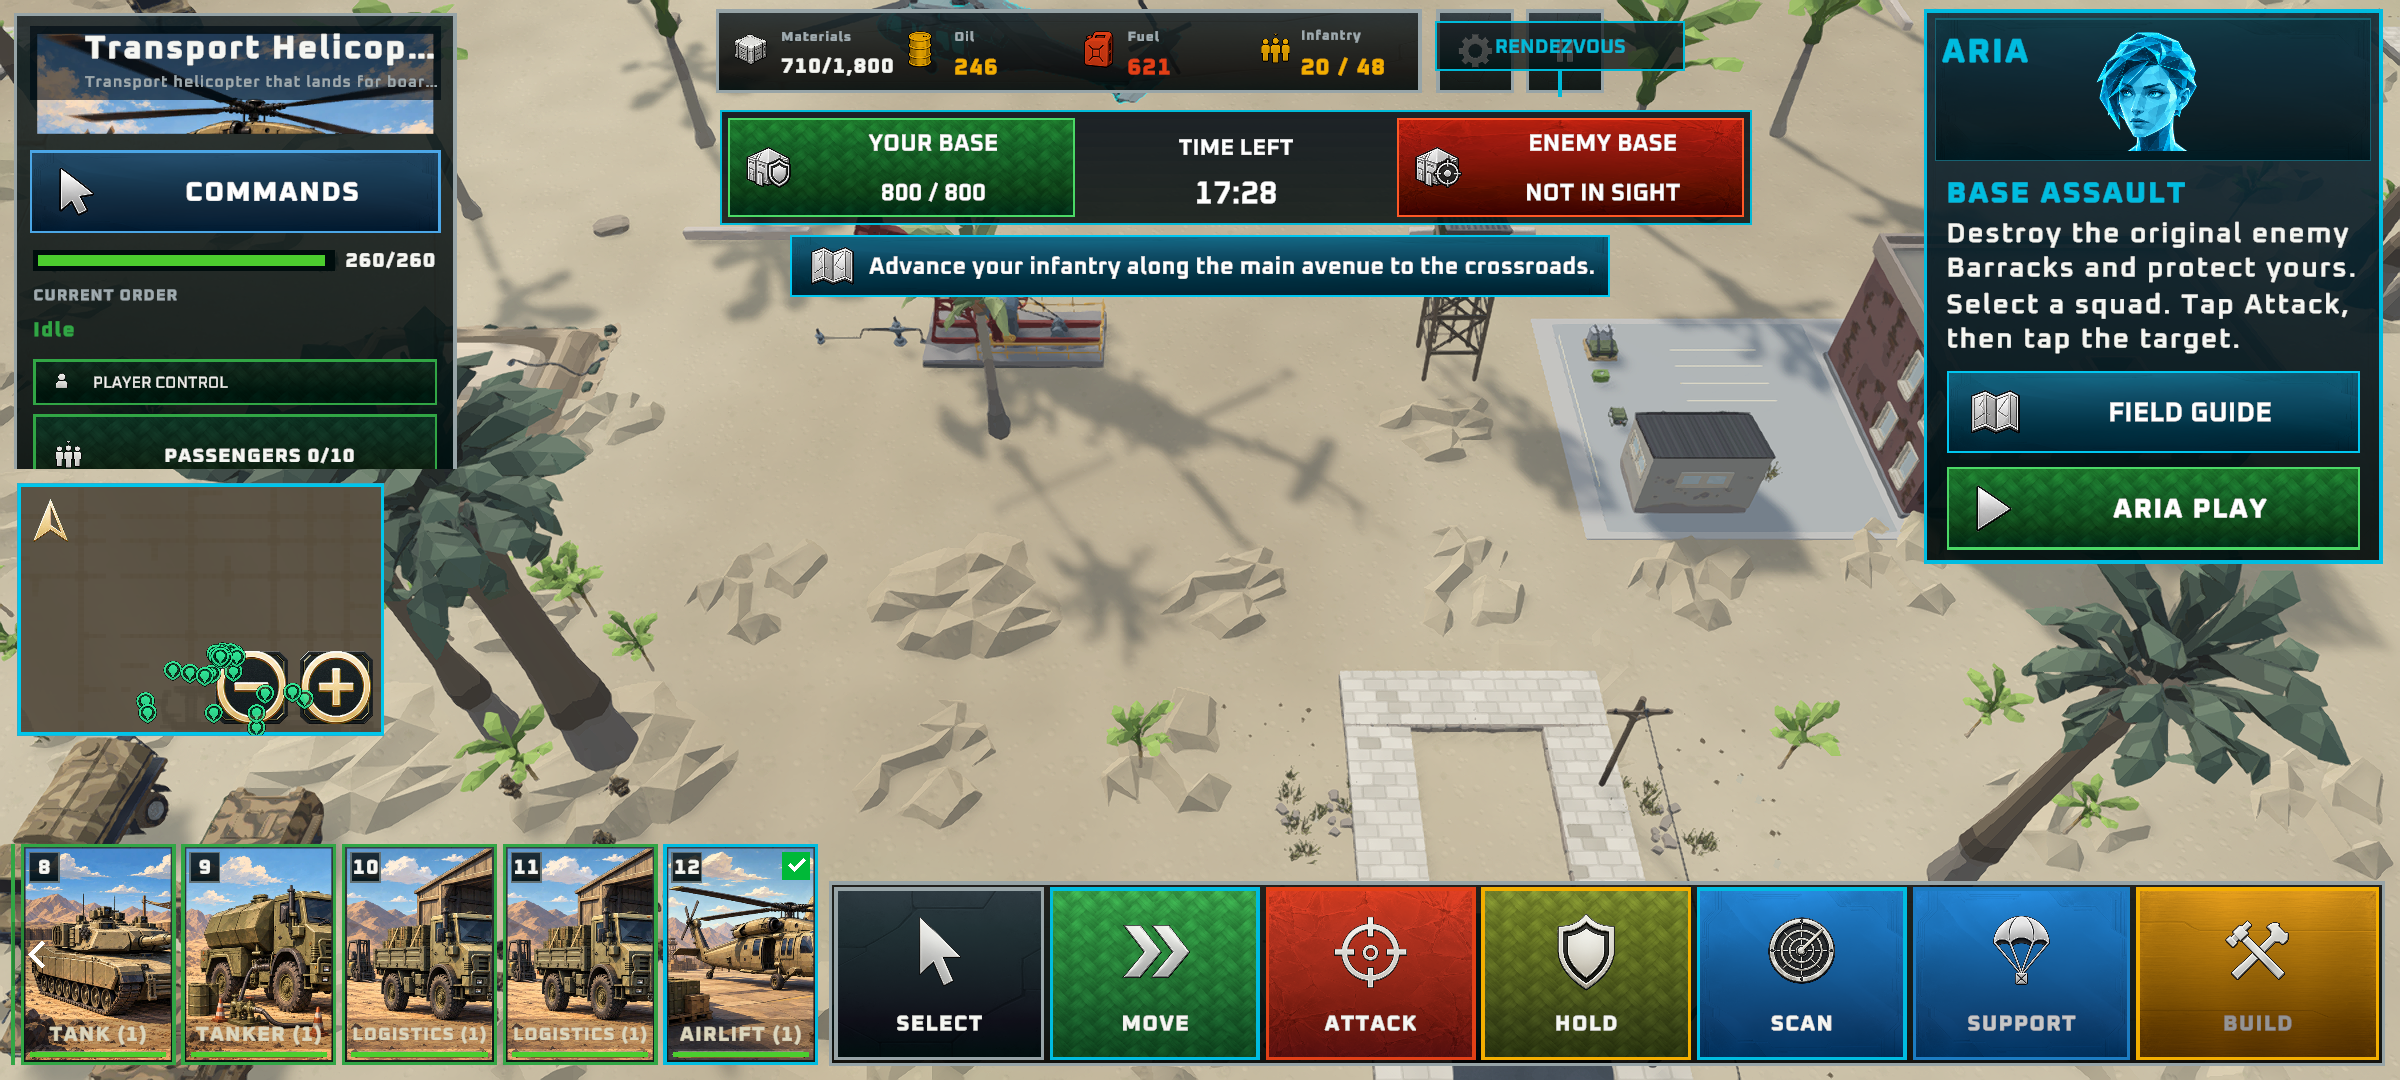 Transport Helicop...
Transport helicopter that lands for boar...
COMMANDS
260/260
CURRENT ORDER
Idle
PLAYER CONTROL
PASSENGERS 0/10
Materials
710/1,800
Oil
246
Fuel
621
Infantry
20 / 48
RENDEZVOUS
YOUR BASE
800 / 800
TIME LEFT
17:28
ENEMY BASE
NOT IN SIGHT
Advance your infantry along the main avenue to the crossroads.
ARIA
BASE ASSAULT
Destroy the original enemy
Barracks and protect yours.
Select a squad. Tap Attack,
then tap the target.
FIELD GUIDE
ARIA PLAY
8
TANK (1)
9
TANKER (1)
10
LOGISTICS (1)
11
LOGISTICS (1)
12
AIRLIFT (1)
SELECT
MOVE
ATTACK
HOLD
SCAN
SUPPORT
BUILD